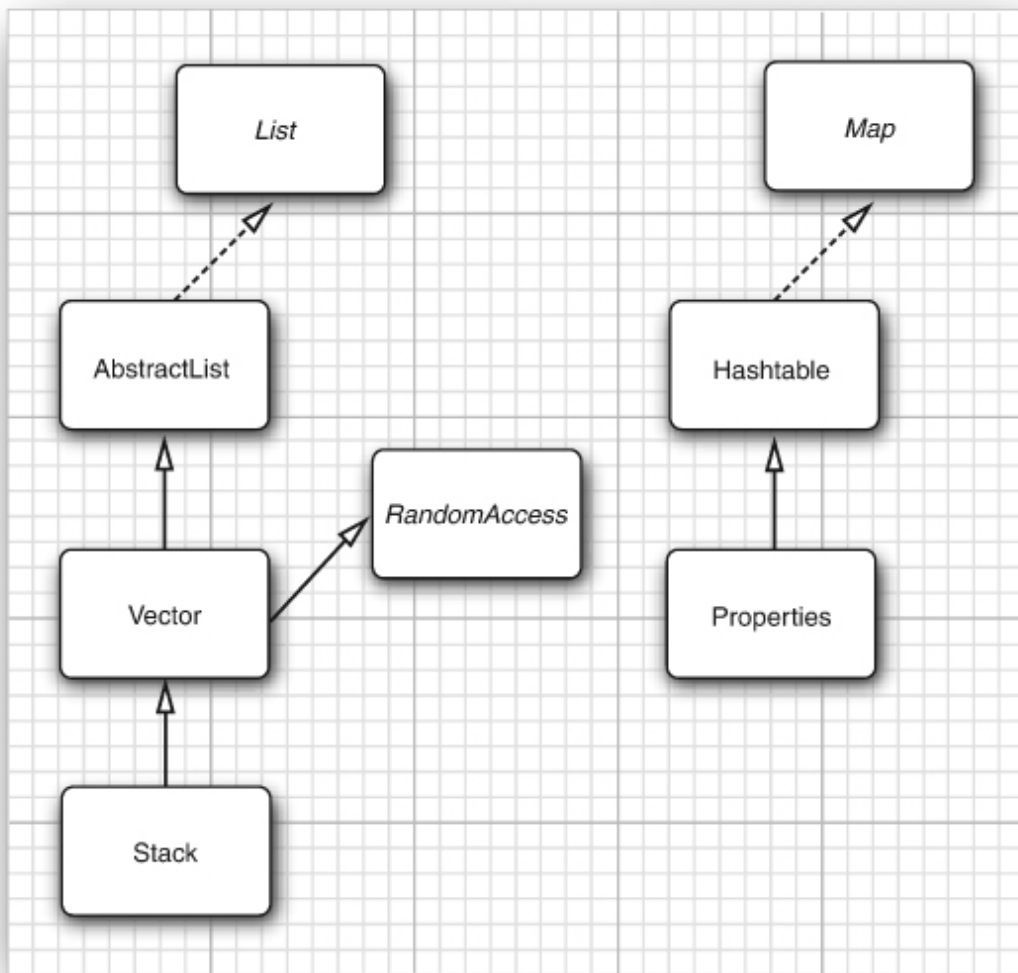 List
Map
AbstractList
Hashtable
RandomAccess
Vector
Properties
Stack